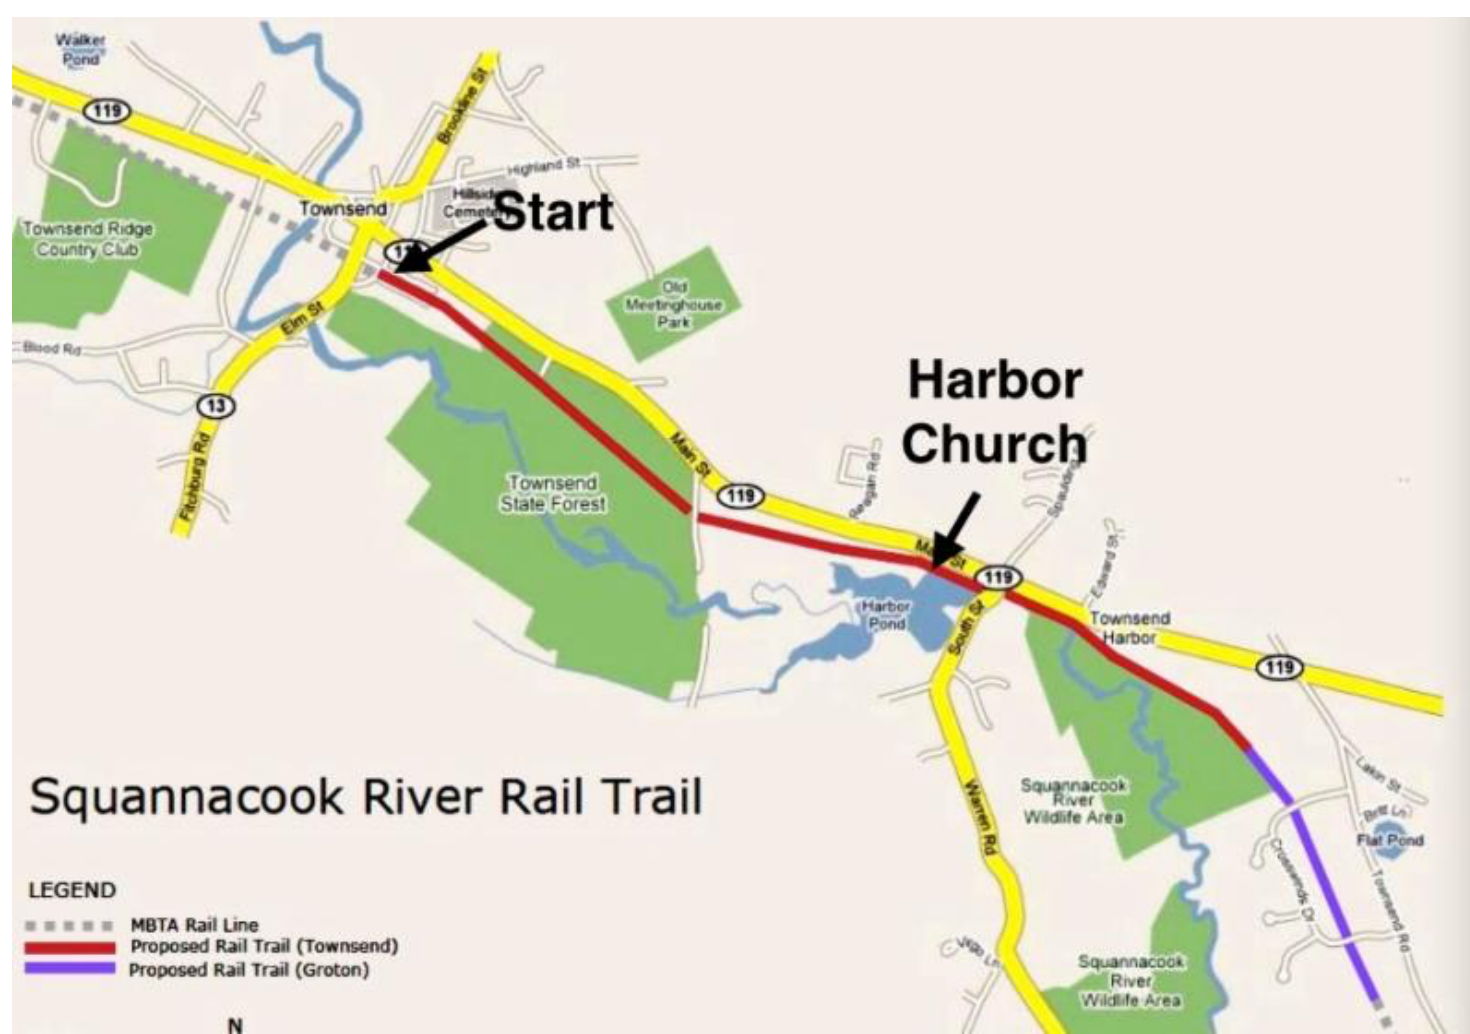 Walker
Pond
119
Brookline St
Highland St
Townsend
Hillside
Cemetery
Start
Townsend Ridge
Country Club
Old
Meetinghouse
Park
Elm St
Blood Rd
13
Fitchburg Rd
Main St
119
Townsend
State Forest
Harbor
Church
Reagan Rd
Spaulding
Edward St
Main St
119
Harbor
Pond
South St
Townsend
Harbor
119
Squannacook River Rail Trail
Squannacook
River
Wildlife Area
Warren Rd
Lakin St
Britt Ln
Flat Pond
Crosswinds Dr
Townsend Rd
LEGEND
MBTA Rail Line
Proposed Rail Trail (Townsend)
Proposed Rail Trail (Groton)
Squannacook
River
Wildlife Area
N